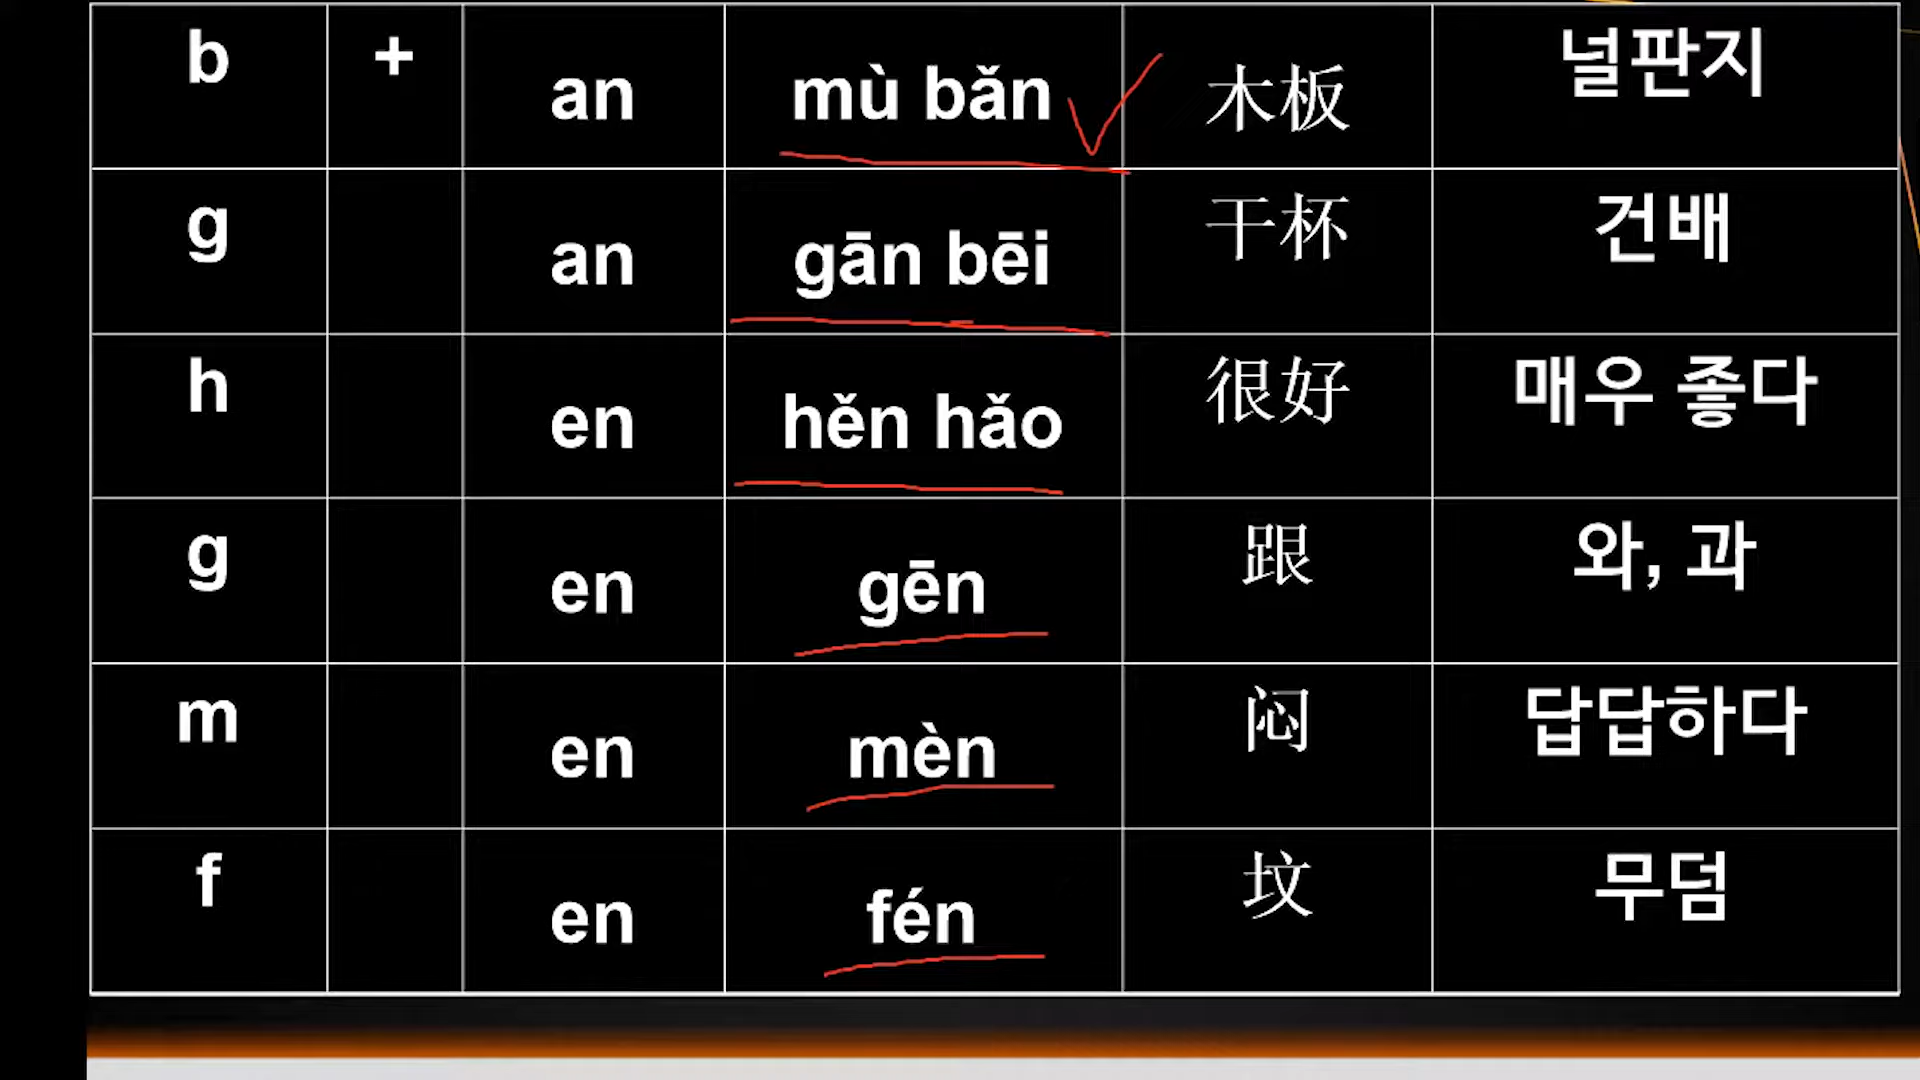 b + an mù bǎn 木板 널판지
g an gān bēi 干杯 건배
h en hěn hǎo 很好 매우 좋다
g en gēn 跟 와, 과
m en mèn 闷 답답하다
f en fén 坟 무덤